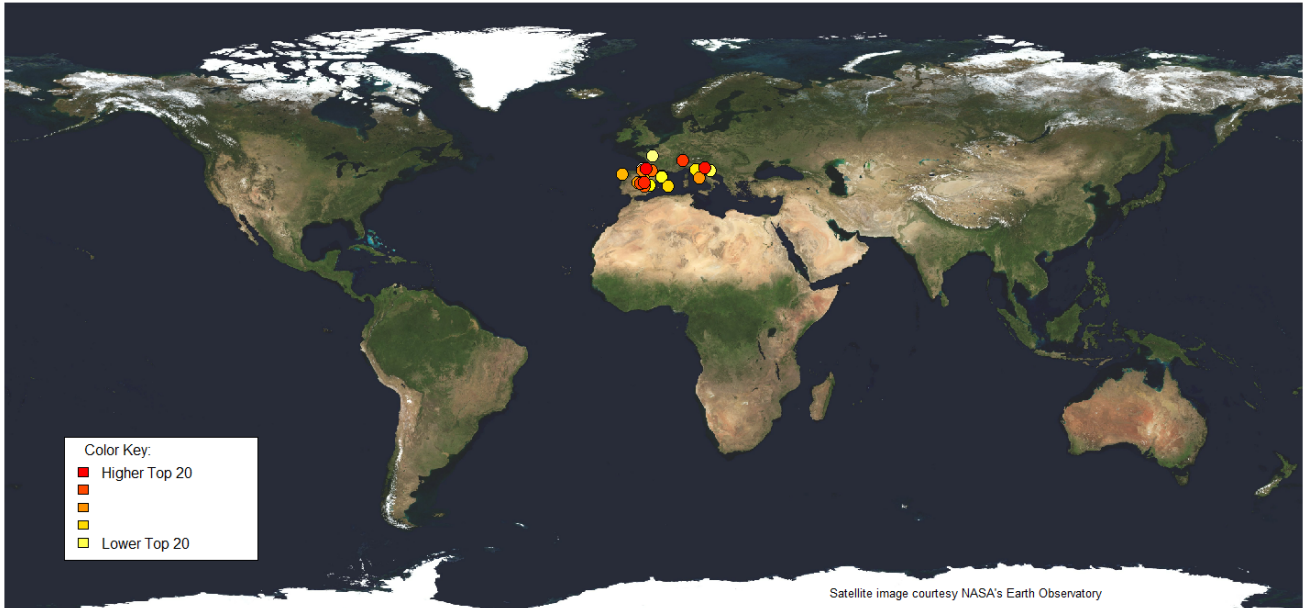 Color Key:
Higher Top 20
Lower Top 20
Satellite image courtesy NASA's Earth Observatory